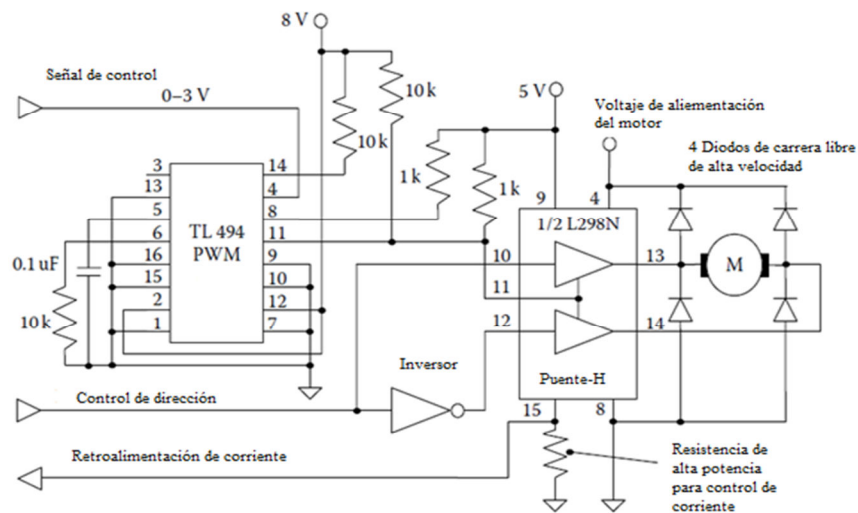 8 V
Señal de control
0–3 V
10 k
10 k
5 V
Voltaje de aliementación
del motor
4 Diodos de carrera libre
de alta velocidad
1 k
1 k
3
13
5
6
16
15
2
1
TL 494
PWM
14
4
8
11
9
10
12
7
0.1 uF
10 k
9
4
1/2 L298N
10
11
12
13
14
M
Puente-H
15
8
Inversor
Control de dirección
Retroalimentación de corriente
Resistencia de
alta potencia
para control de
corriente